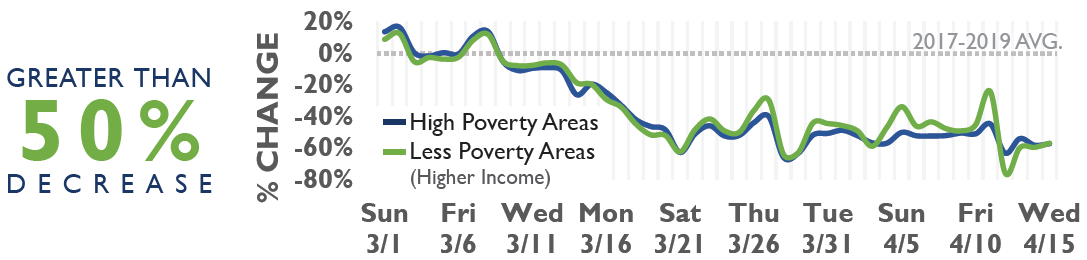 GREATER THAN
50%
DECREASE
% CHANGE
20%
0%
-20%
-40%
-60%
-80%
2017-2019 AVG.
High Poverty Areas
Less Poverty Areas
(Higher Income)
Sun Fri Wed Mon Sat Thu Tue Sun Fri Wed
3/1 3/6 3/11 3/16 3/21 3/26 3/31 4/5 4/10 4/15